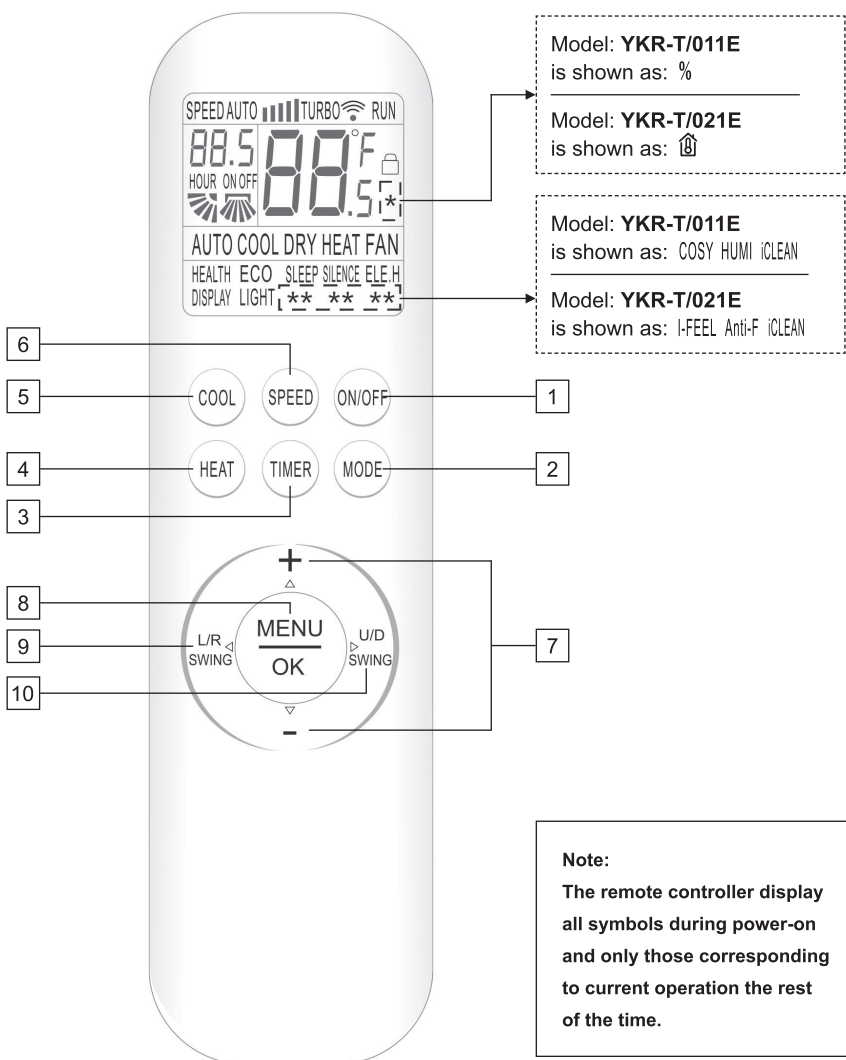 SPEED AUTO TURBO RUN
88.5 88.5 °F
HOUR ON OFF
*
AUTO COOL DRY HEAT FAN
HEALTH ECO SLEEP SILENCE ELE.H
DISPLAY LIGHT ** ** **
Model: YKR-T/011E
is shown as: %
Model: YKR-T/021E
is shown as:
Model: YKR-T/011E
is shown as: COSY HUMI iCLEAN
Model: YKR-T/021E
is shown as: I-FEEL Anti-F iCLEAN
6
5
COOL
SPEED
ON/OFF
1
4
HEAT
TIMER
MODE
2
3
+
8
MENU
OK
9
L/R
SWING
U/D
SWING
7
10
-
Note:
The remote controller display
all symbols during power-on
and only those corresponding
to current operation the rest
of the time.